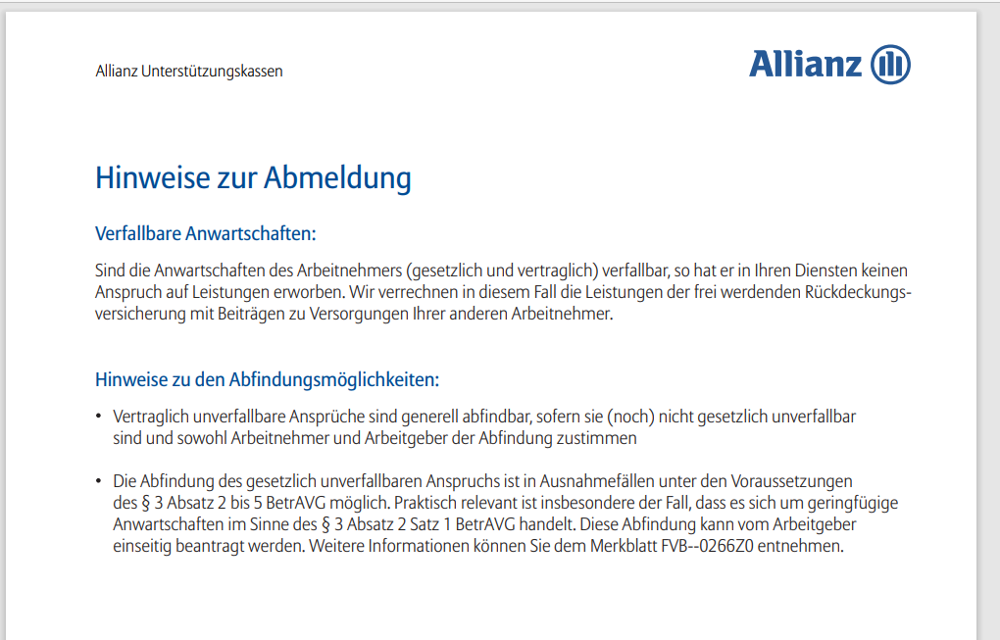 Allianz Unterstützungskassen
Allianz
Hinweise zur Abmeldung
Verfallbare Anwartschaften:
Sind die Anwartschaften des Arbeitnehmers (gesetzlich und vertraglich) verfallbar, so hat er in Ihren Diensten keinen
Anspruch auf Leistungen erworben. Wir verrechnen in diesem Fall die Leistungen der frei werdenden Rückdeckungs-
versicherung mit Beiträgen zu Versorgungen Ihrer anderen Arbeitnehmer.
Hinweise zu den Abfindungsmöglichkeiten:
• Vertraglich unverfallbare Ansprüche sind generell abfindbar, sofern sie (noch) nicht gesetzlich unverfallbar
sind und sowohl Arbeitnehmer und Arbeitgeber der Abfindung zustimmen
• Die Abfindung des gesetzlich unverfallbaren Anspruchs ist in Ausnahmefällen unter den Voraussetzungen
des § 3 Absatz 2 bis 5 BetrAVG möglich. Praktisch relevant ist insbesondere der Fall, dass es sich um geringfügige
Anwartschaften im Sinne des § 3 Absatz 2 Satz 1 BetrAVG handelt. Diese Abfindung kann vom Arbeitgeber
einseitig beantragt werden. Weitere Informationen können Sie dem Merkblatt FVB--0266Z0 entnehmen.